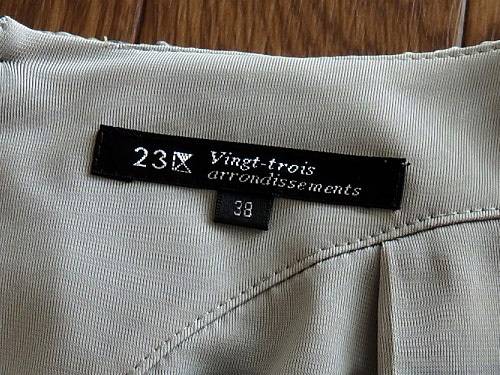 23区 Vingt-trois
arrondissements
38